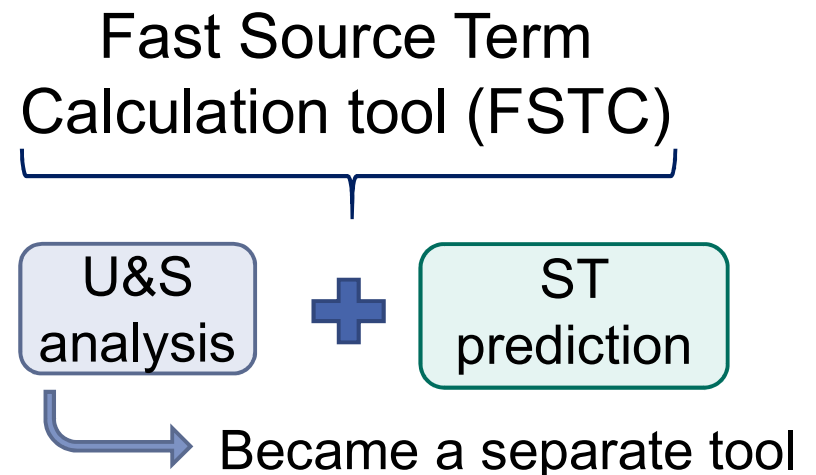 Fast Source Term
Calculation tool (FSTC)
U&S
analysis
ST
prediction
Became a separate tool